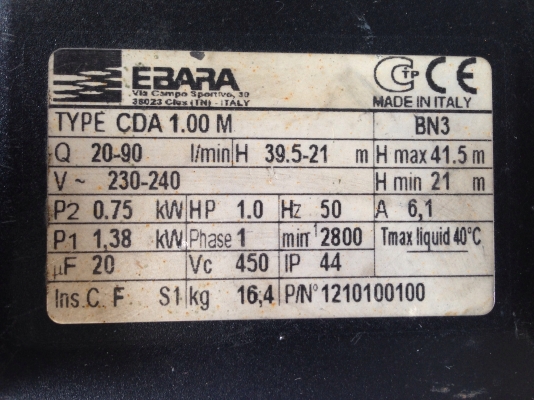 EBARA
Via Campo Sportivo, 30
38023 Cles (TN) - ITALY
CTP CE
MADE IN ITALY
TYPE CDA 1.00 M BN3
Q 20-90 l/min H 39.5-21 m H max 41.5 m
V ~ 230-240 H min 21 m
P2 0.75 kW HP 1.0 Hz 50 A 6,1
P1 1,38 kW Phase 1 min-1 2800 Tmax liquid 40°C
µF 20 Vc 450 IP 44
Ins.C. F S1 kg 16,4 P/N° 1210100100